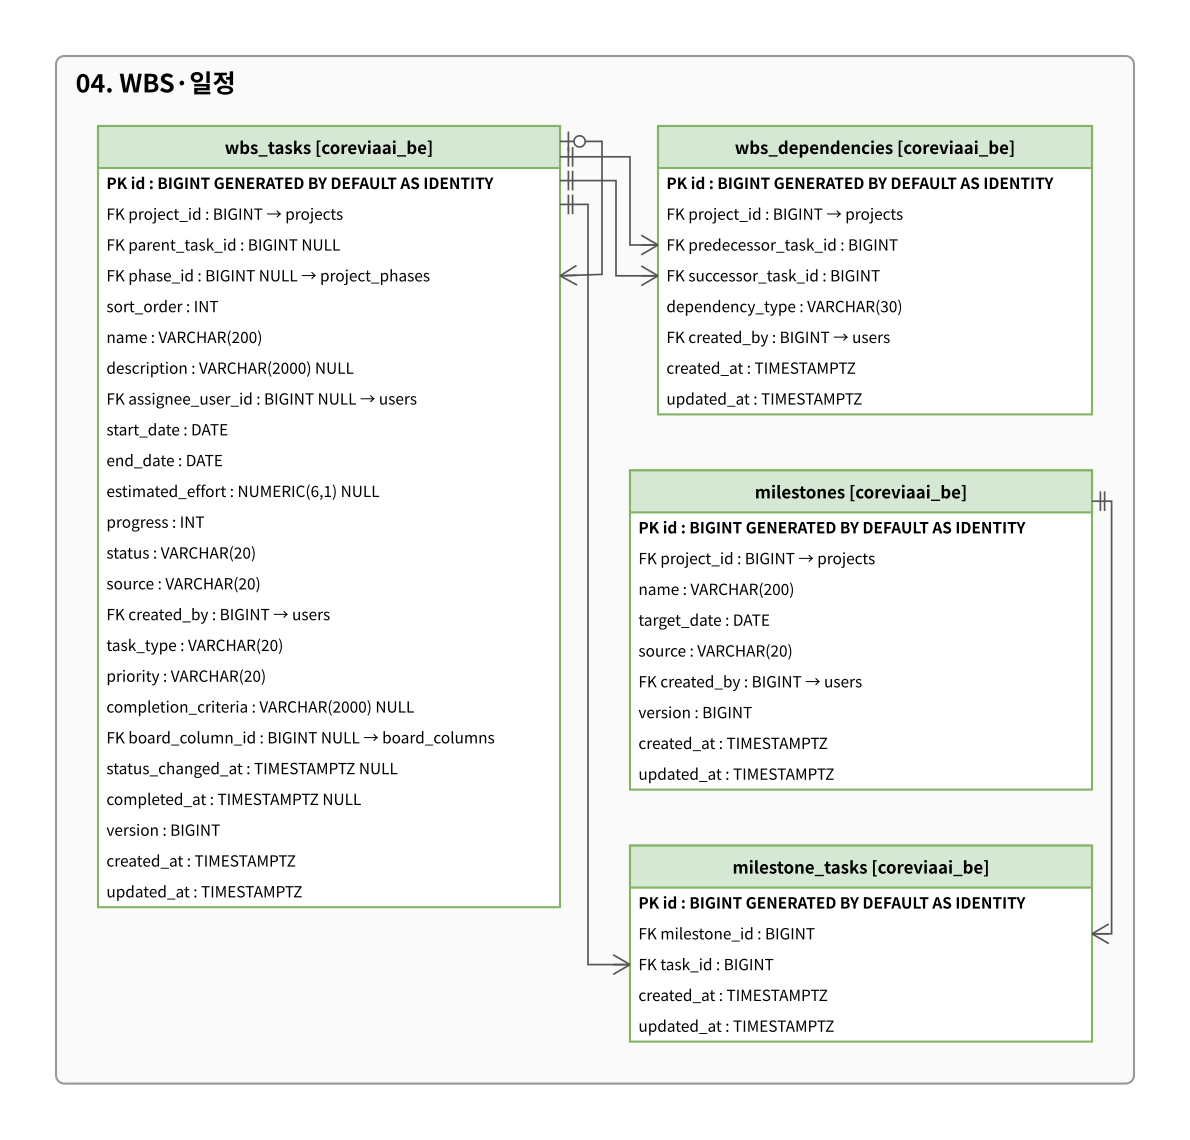 04. WBS·일정
wbs_tasks [coreviaai_be]
PK id : BIGINT GENERATED BY DEFAULT AS IDENTITY
FK project_id : BIGINT → projects
FK parent_task_id : BIGINT NULL
FK phase_id : BIGINT NULL → project_phases
sort_order : INT
name : VARCHAR(200)
description : VARCHAR(2000) NULL
FK assignee_user_id : BIGINT NULL → users
start_date : DATE
end_date : DATE
estimated_effort : NUMERIC(6,1) NULL
progress : INT
status : VARCHAR(20)
source : VARCHAR(20)
FK created_by : BIGINT → users
task_type : VARCHAR(20)
priority : VARCHAR(20)
completion_criteria : VARCHAR(2000) NULL
FK board_column_id : BIGINT NULL → board_columns
status_changed_at : TIMESTAMPTZ NULL
completed_at : TIMESTAMPTZ NULL
version : BIGINT
created_at : TIMESTAMPTZ
updated_at : TIMESTAMPTZ
wbs_dependencies [coreviaai_be]
PK id : BIGINT GENERATED BY DEFAULT AS IDENTITY
FK project_id : BIGINT → projects
FK predecessor_task_id : BIGINT
FK successor_task_id : BIGINT
dependency_type : VARCHAR(30)
FK created_by : BIGINT → users
created_at : TIMESTAMPTZ
updated_at : TIMESTAMPTZ
milestones [coreviaai_be]
PK id : BIGINT GENERATED BY DEFAULT AS IDENTITY
FK project_id : BIGINT → projects
name : VARCHAR(200)
target_date : DATE
source : VARCHAR(20)
FK created_by : BIGINT → users
version : BIGINT
created_at : TIMESTAMPTZ
updated_at : TIMESTAMPTZ
milestone_tasks [coreviaai_be]
PK id : BIGINT GENERATED BY DEFAULT AS IDENTITY
FK milestone_id : BIGINT
FK task_id : BIGINT
created_at : TIMESTAMPTZ
updated_at : TIMESTAMPTZ